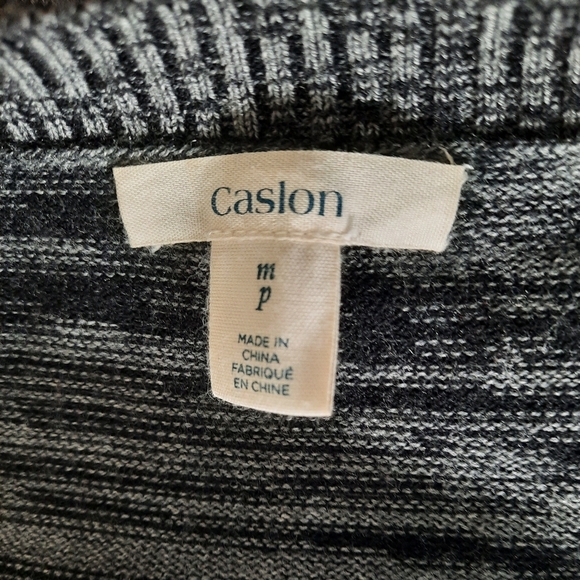 caslon
m
p
MADE IN
CHINA
FABRIQUÉ
EN CHINE